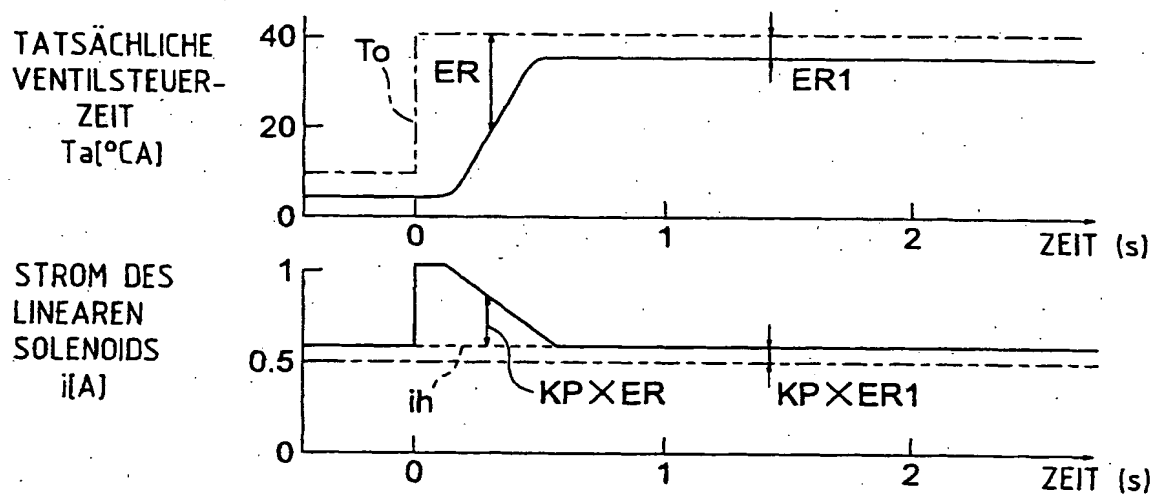 TATSÄCHLICHE
VENTILSTEUER-
ZEIT
Ta[°CA]
40
20
0
To
ER
ER1
0
1
2
ZEIT (s)
STROM DES
LINEAREN
SOLENOIDS
i[A]
1
0.5
0
ih
KP×ER
KP×ER1
0
1
2
ZEIT (s)